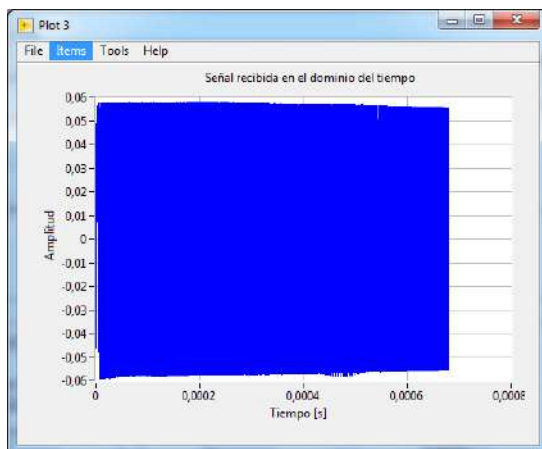 Plot 3
File Items Tools Help
Señal recibida en el dominio del tiempo
0,06
0,05
0,04
0,03
0,02
0,01
0
-0,01
-0,02
-0,03
-0,04
-0,05
-0,06
Amplitud
0 0,0002 0,0004 0,0006 0,0008
Tiempo [s]